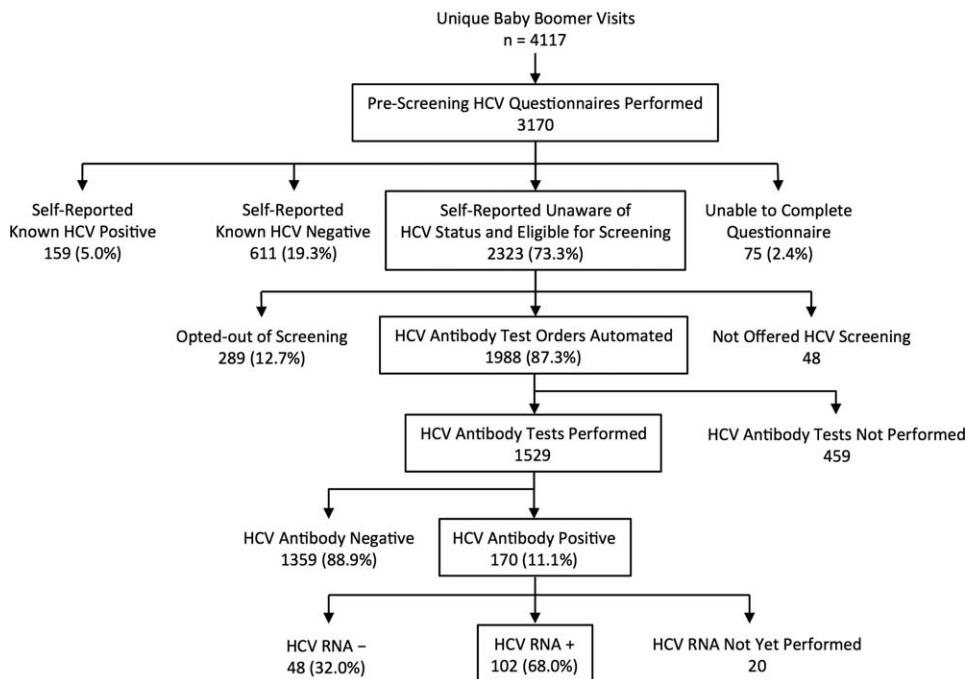 Unique Baby Boomer Visits
n = 4117
Pre-Screening HCV Questionnaires Performed
3170
Self-Reported
Known HCV Positive
159 (5.0%)
Self-Reported
Known HCV Negative
611 (19.3%)
Self-Reported Unaware of
HCV Status and Eligible for Screening
2323 (73.3%)
Unable to Complete
Questionnaire
75 (2.4%)
Opted-out of Screening
289 (12.7%)
HCV Antibody Test Orders Automated
1988 (87.3%)
Not Offered HCV Screening
48
HCV Antibody Tests Performed
1529
HCV Antibody Tests Not Performed
459
HCV Antibody Negative
1359 (88.9%)
HCV Antibody Positive
170 (11.1%)
HCV RNA −
48 (32.0%)
HCV RNA +
102 (68.0%)
HCV RNA Not Yet Performed
20